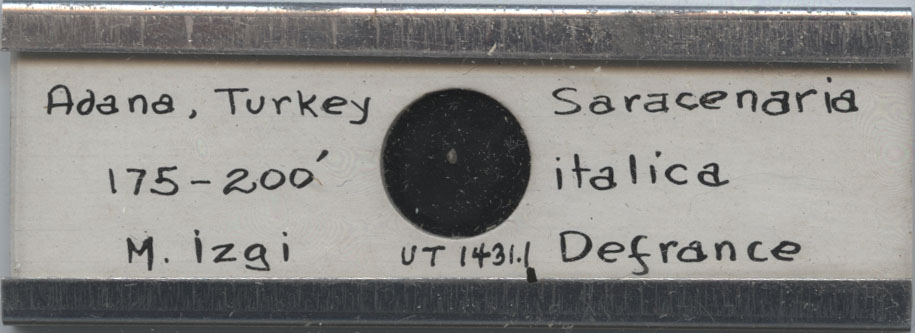 Adana, Turkey
175-200′
M. İzgi
UT 1431.1
Saracenaria
italica
Defrance